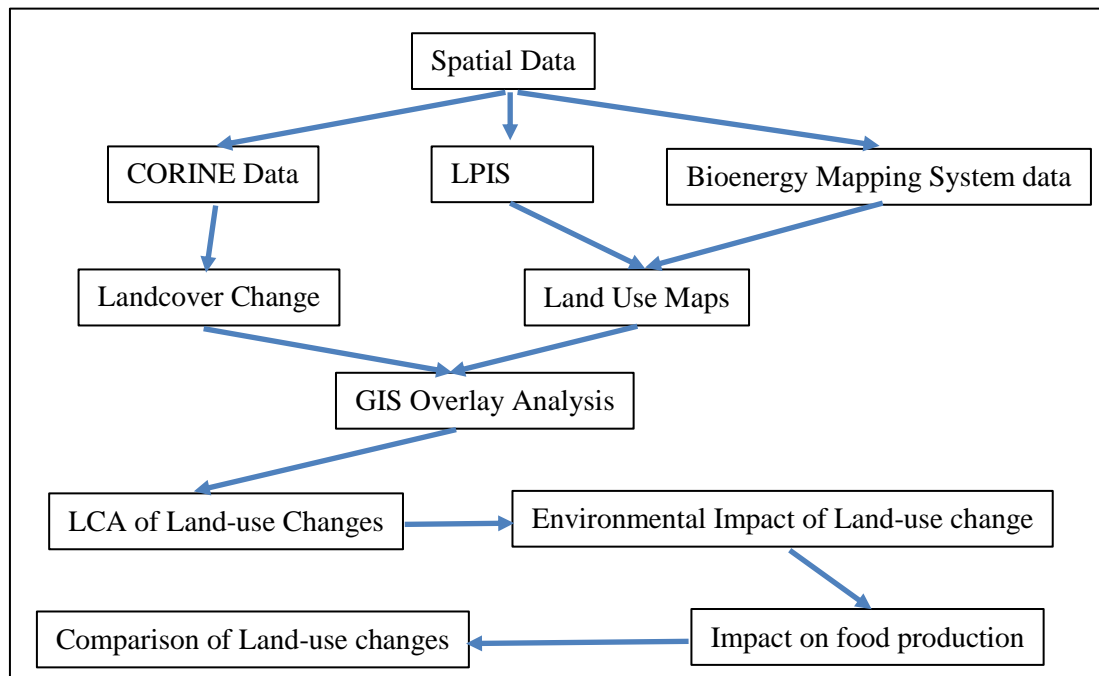 Spatial Data
CORINE Data
LPIS
Bioenergy Mapping System data
Landcover Change
Land Use Maps
GIS Overlay Analysis
LCA of Land-use Changes
Environmental Impact of Land-use change
Comparison of Land-use changes
Impact on food production